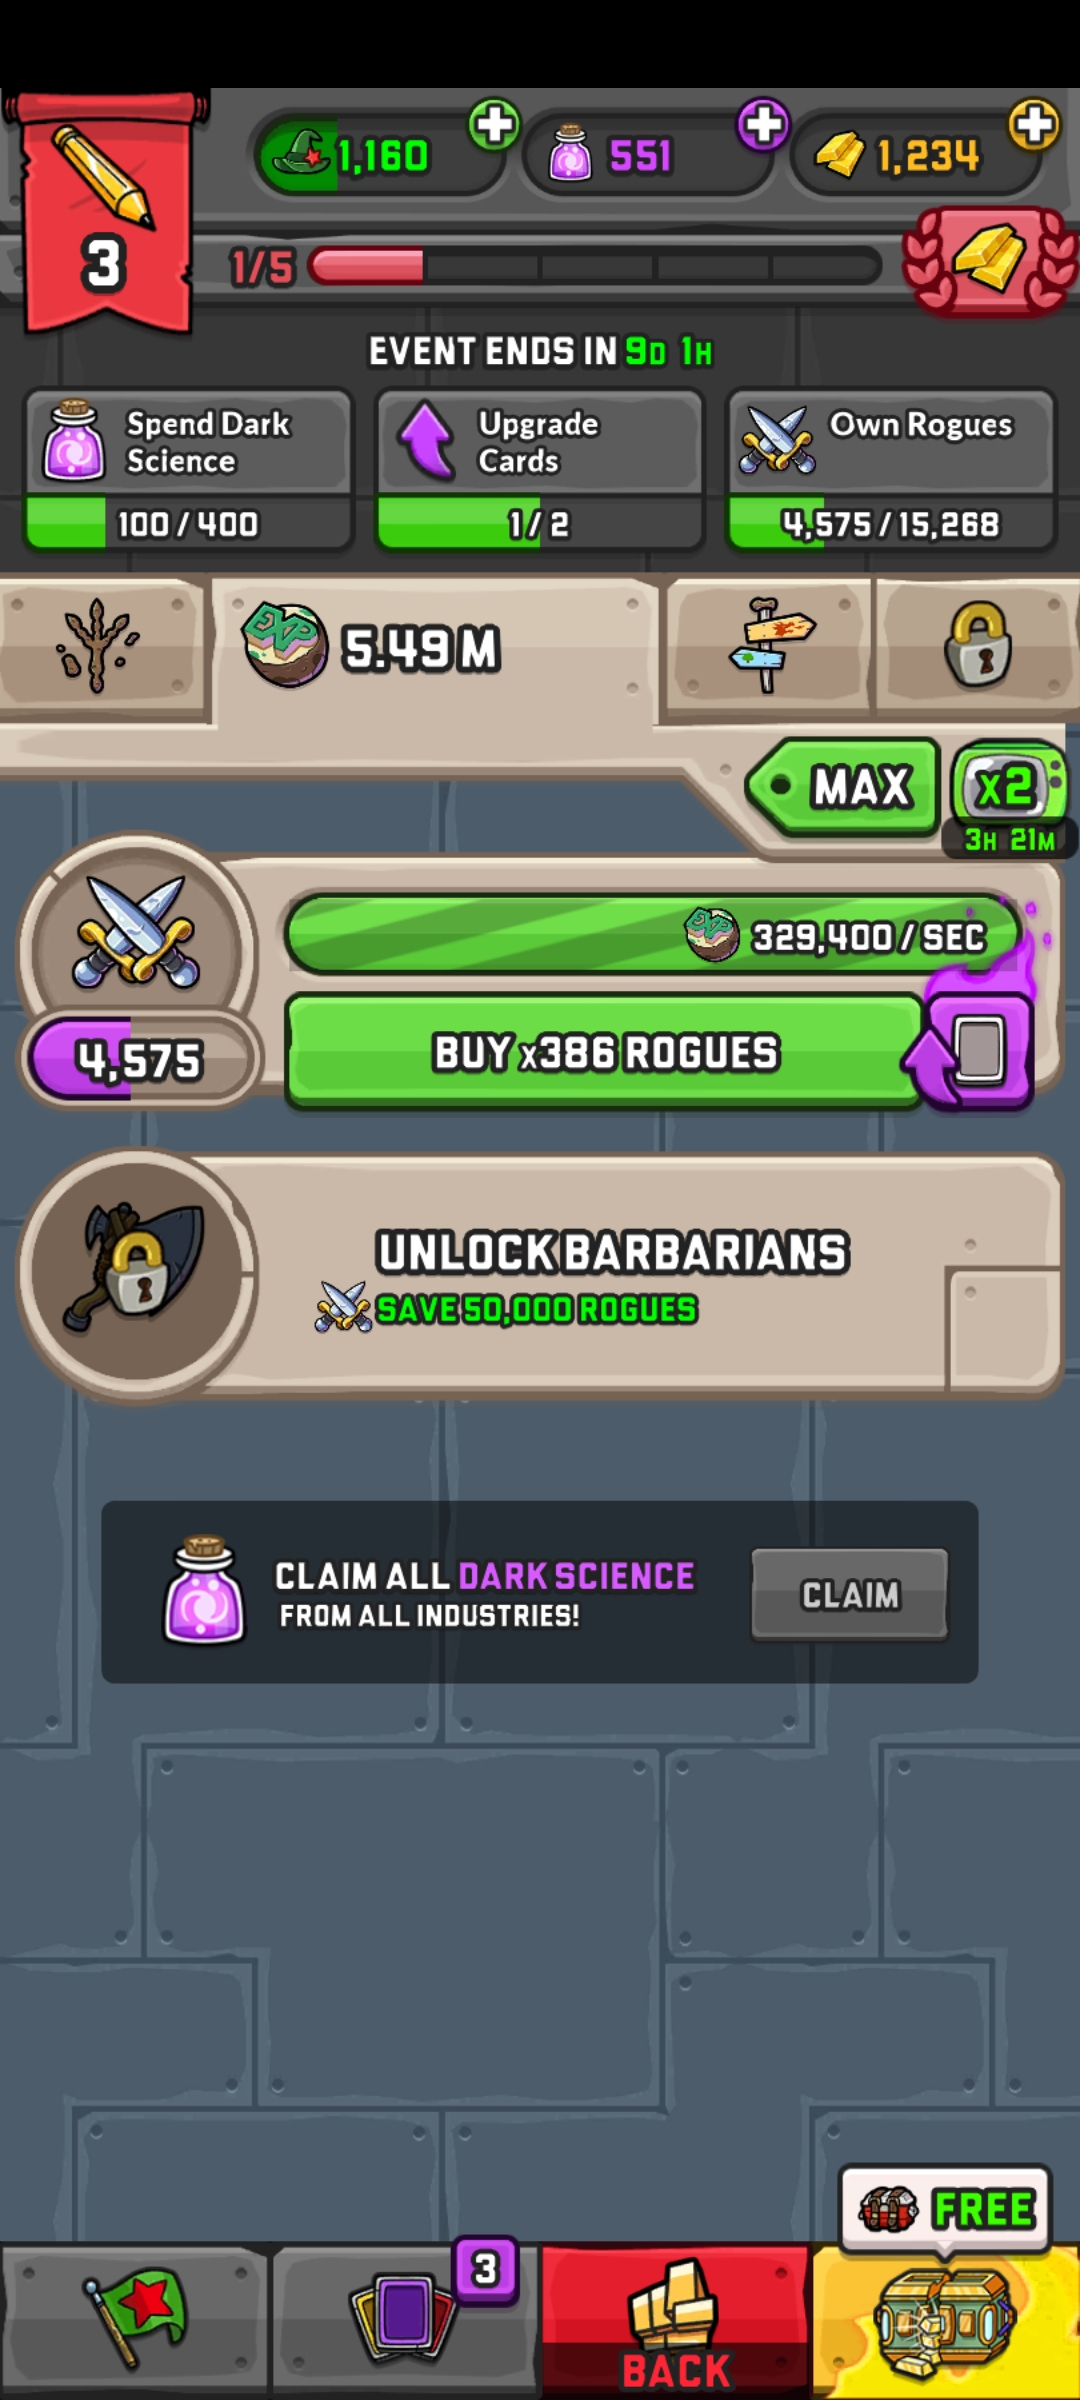 1,160
551
1,234
3
1/5
EVENT ENDS IN 9D 1H
Spend Dark
Science
100 / 400
Upgrade
Cards
1 / 2
Own Rogues
4,575 / 15,268
EXP
5.49 M
MAX
x2
3H 21M
EXP
329,400 / SEC
4,575
BUY x386 ROGUES
UNLOCK BARBARIANS
SAVE 50,000 ROGUES
CLAIM ALL DARK SCIENCE
FROM ALL INDUSTRIES!
CLAIM
FREE
3
BACK